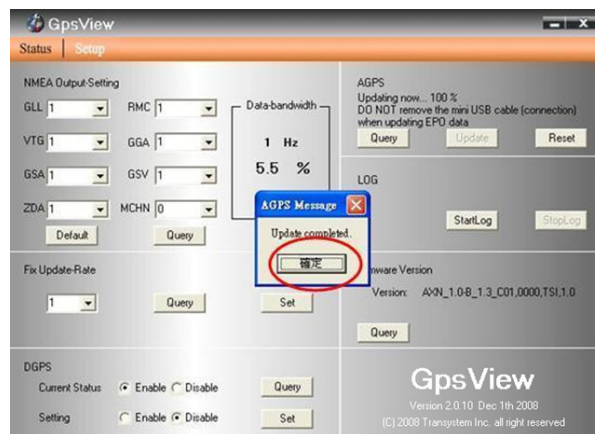 GpsView
Status | Setup
NMEA Output-Setting
GLL 1 RMC 1
VTG 1 GGA 1
GSA 1 GSV 1
ZDA 1 MCHN 0
Default Query
Data-bandwidth
1 Hz
5.5 %
AGPS
Updating now... 100 %
DO NOT remove the mini USB cable (connection)
when updating EPO data
Query Update Reset
LOG
StartLog StopLog
AGPS Message
Update completed.
確定
Fix Update-Rate
1 Query Set
mware Version
Version: AXN_1.0-B_1.3_C01,0000,TSI,1.0
Query
DGPS
Current Status Enable Disable Query
Setting Enable Disable Set
GpsView
Version 2.0.10 Dec 1th 2008
(C) 2008 Transystem Inc. all right reserved